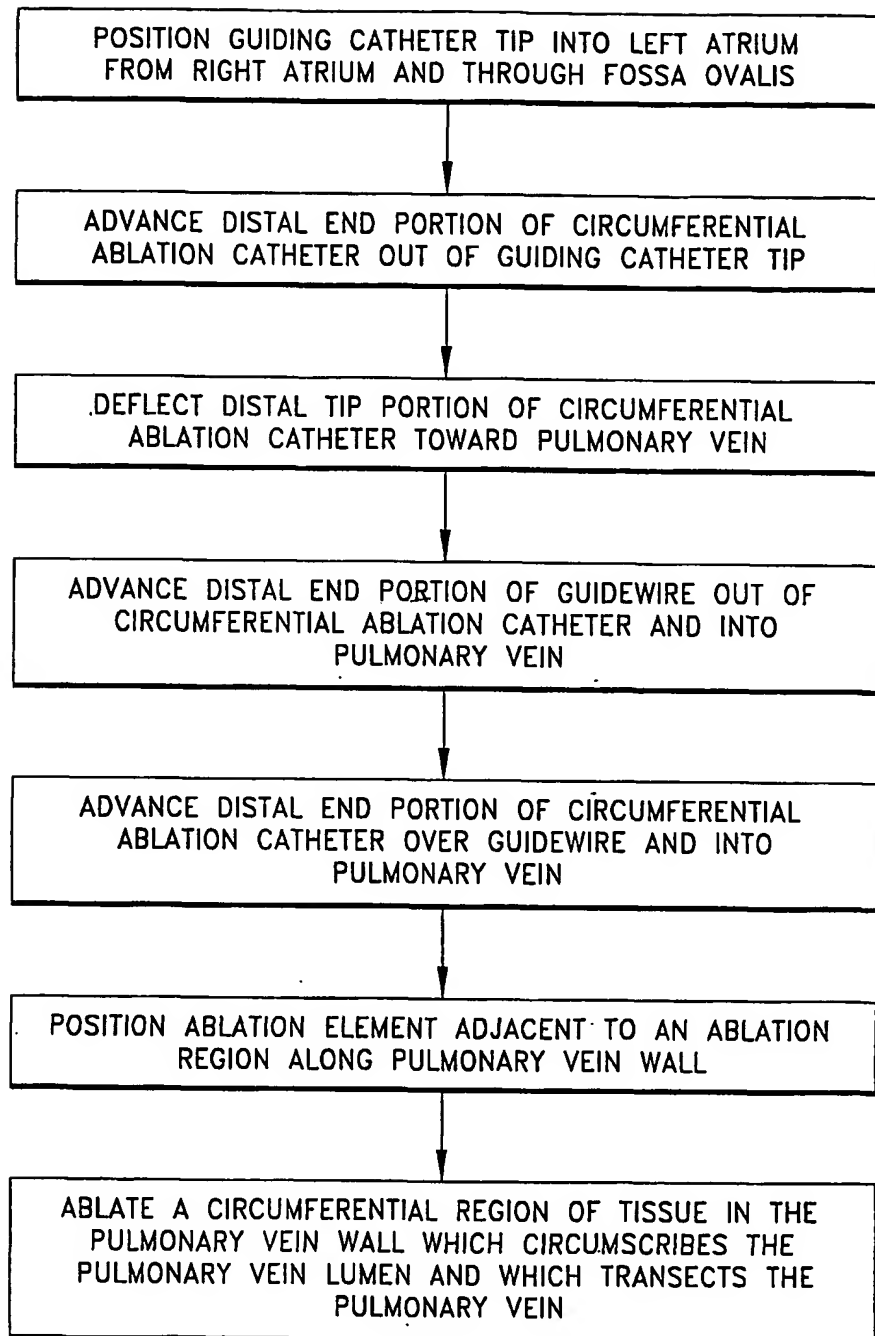 POSITION GUIDING CATHETER TIP INTO LEFT ATRIUM
FROM RIGHT ATRIUM AND THROUGH FOSSA OVALIS
ADVANCE DISTAL END PORTION OF CIRCUMFERENTIAL
ABLATION CATHETER OUT OF GUIDING CATHETER TIP
DEFLECT DISTAL TIP PORTION OF CIRCUMFERENTIAL
ABLATION CATHETER TOWARD PULMONARY VEIN
ADVANCE DISTAL END PORTION OF GUIDEWIRE OUT OF
CIRCUMFERENTIAL ABLATION CATHETER AND INTO
PULMONARY VEIN
ADVANCE DISTAL END PORTION OF CIRCUMFERENTIAL
ABLATION CATHETER OVER GUIDEWIRE AND INTO
PULMONARY VEIN
POSITION ABLATION ELEMENT ADJACENT TO AN ABLATION
REGION ALONG PULMONARY VEIN WALL
ABLATE A CIRCUMFERENTIAL REGION OF TISSUE IN THE
PULMONARY VEIN WALL WHICH CIRCUMSCRIBES THE
PULMONARY VEIN LUMEN AND WHICH TRANSECTS THE
PULMONARY VEIN